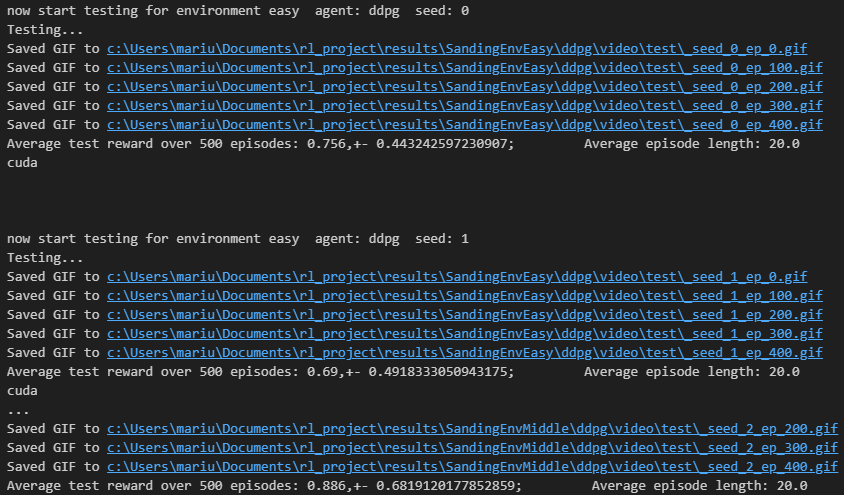 now start testing for environment easy  agent: ddpg  seed: 0
Testing...
Saved GIF to c:\Users\mariu\Documents\rl_project\results\SandingEnvEasy\ddpg\video\test\_seed_0_ep_0.gif
Saved GIF to c:\Users\mariu\Documents\rl_project\results\SandingEnvEasy\ddpg\video\test\_seed_0_ep_100.gif
Saved GIF to c:\Users\mariu\Documents\rl_project\results\SandingEnvEasy\ddpg\video\test\_seed_0_ep_200.gif
Saved GIF to c:\Users\mariu\Documents\rl_project\results\SandingEnvEasy\ddpg\video\test\_seed_0_ep_300.gif
Saved GIF to c:\Users\mariu\Documents\rl_project\results\SandingEnvEasy\ddpg\video\test\_seed_0_ep_400.gif
Average test reward over 500 episodes: 0.756,+- 0.443242597230907;         Average episode length: 20.0
cuda
now start testing for environment easy  agent: ddpg  seed: 1
Testing...
Saved GIF to c:\Users\mariu\Documents\rl_project\results\SandingEnvEasy\ddpg\video\test\_seed_1_ep_0.gif
Saved GIF to c:\Users\mariu\Documents\rl_project\results\SandingEnvEasy\ddpg\video\test\_seed_1_ep_100.gif
Saved GIF to c:\Users\mariu\Documents\rl_project\results\SandingEnvEasy\ddpg\video\test\_seed_1_ep_200.gif
Saved GIF to c:\Users\mariu\Documents\rl_project\results\SandingEnvEasy\ddpg\video\test\_seed_1_ep_300.gif
Saved GIF to c:\Users\mariu\Documents\rl_project\results\SandingEnvEasy\ddpg\video\test\_seed_1_ep_400.gif
Average test reward over 500 episodes: 0.69,+- 0.4918333050943175;         Average episode length: 20.0
cuda
...
Saved GIF to c:\Users\mariu\Documents\rl_project\results\SandingEnvMiddle\ddpg\video\test\_seed_2_ep_200.gif
Saved GIF to c:\Users\mariu\Documents\rl_project\results\SandingEnvMiddle\ddpg\video\test\_seed_2_ep_300.gif
Saved GIF to c:\Users\mariu\Documents\rl_project\results\SandingEnvMiddle\ddpg\video\test\_seed_2_ep_400.gif
Average test reward over 500 episodes: 0.886,+- 0.6819120177852859;         Average episode length: 20.0